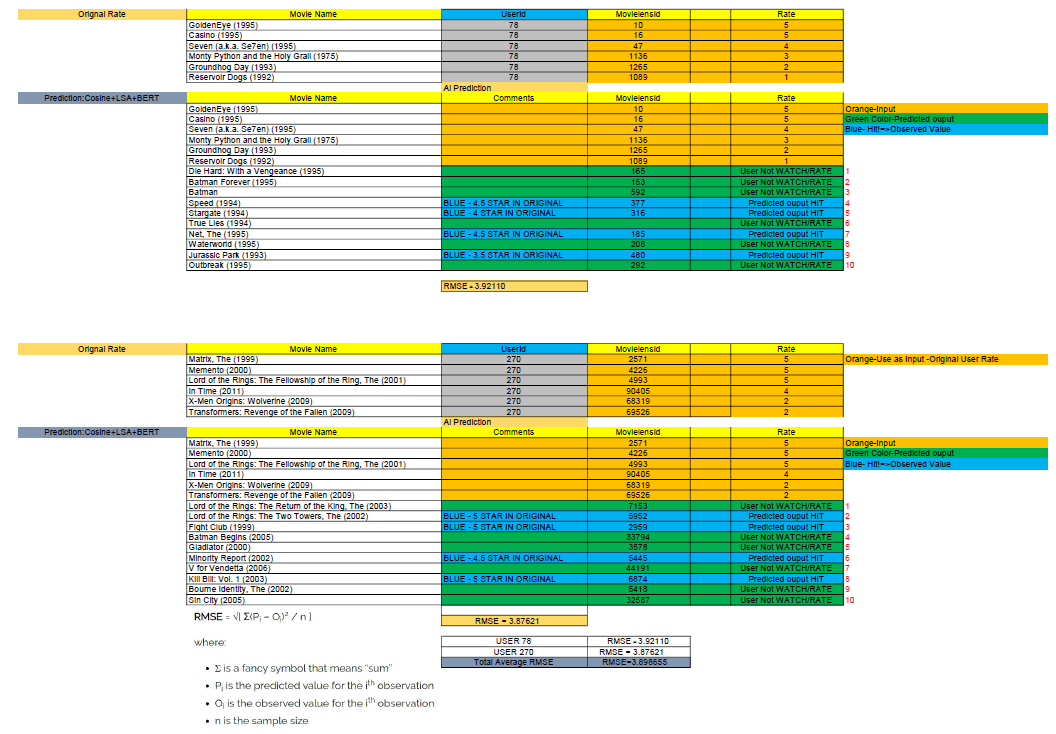 Orignal Rate Movie Name UserId Movielensid Rate
GoldenEye (1995) 78 10 5
Casino (1995) 78 16 5
Seven (a.k.a. Se7en) (1995) 78 47 4
Monty Python and the Holy Grail (1975) 78 1136 3
Groundhog Day (1993) 78 1265 2
Reservoir Dogs (1992) 78 1089 1
AI Prediction
Prediction:Cosine+LSA+BERT Movie Name Comments Movielensid Rate
GoldenEye (1995) 10 5 Orange-Input
Casino (1995) 16 5 Green Color-Predicted ouput
Seven (a.k.a. Se7en) (1995) 47 4 Blue- Hit!=>Observed Value
Monty Python and the Holy Grail (1975) 1136 3
Groundhog Day (1993) 1265 2
Reservoir Dogs (1992) 1089 1
Die Hard: With a Vengeance (1995) 165 User Not WATCH/RATE 1
Batman Forever (1995) 153 User Not WATCH/RATE 2
Batman 592 User Not WATCH/RATE 3
Speed (1994) BLUE - 4.5 STAR IN ORIGINAL 377 Predicted ouput HIT 4
Stargate (1994) BLUE - 4 STAR IN ORIGINAL 316 Predicted ouput HIT 5
True Lies (1994) User Not WATCH/RATE 6
Net, The (1995) BLUE - 4.5 STAR IN ORIGINAL 185 Predicted ouput HIT 7
Waterworld (1995) 208 User Not WATCH/RATE 8
Jurassic Park (1993) BLUE - 3.5 STAR IN ORIGINAL 480 Predicted ouput HIT 9
Outbreak (1995) 292 User Not WATCH/RATE 10
RMSE = 3.92110
Orignal Rate Movie Name UserId Movielensid Rate
Matrix, The (1999) 270 2571 5 Orange-Use as Input -Original User Rate
Memento (2000) 270 4226 5
Lord of the Rings: The Fellowship of the Ring, The (2001) 270 4993 5
In Time (2011) 270 90405 4
X-Men Origins: Wolverine (2009) 270 68319 2
Transformers: Revenge of the Fallen (2009) 270 69526 2
AI Prediction
Prediction:Cosine+LSA+BERT Movie Name Comments Movielensid Rate
Matrix, The (1999) 2571 5 Orange-Input
Memento (2000) 4226 5 Green Color-Predicted ouput
Lord of the Rings: The Fellowship of the Ring, The (2001) 4993 5 Blue- Hit!=>Observed Value
In Time (2011) 90405 4
X-Men Origins: Wolverine (2009) 68319 2
Transformers: Revenge of the Fallen (2009) 69526 2
Lord of the Rings: The Return of the King, The (2003) 7153 User Not WATCH/RATE 1
Lord of the Rings: The Two Towers, The (2002) BLUE - 5 STAR IN ORIGINAL 5952 Predicted ouput HIT 2
Fight Club (1999) BLUE - 5 STAR IN ORIGINAL 2959 Predicted ouput HIT 3
Batman Begins (2005) 33794 User Not WATCH/RATE 4
Gladiator (2000) 3578 User Not WATCH/RATE 5
Minority Report (2002) BLUE - 4.5 STAR IN ORIGINAL 5445 Predicted ouput HIT 6
V for Vendetta (2006) 44191 User Not WATCH/RATE 7
Kill Bill: Vol. 1 (2003) BLUE - 5 STAR IN ORIGINAL 6874 Predicted ouput HIT 8
Bourne Identity, The (2002) 5418 User Not WATCH/RATE 9
Sin City (2005) 32587 User Not WATCH/RATE 10
RMSE = √[ Σ(Pᵢ – Oᵢ)² / n ] RMSE = 3.87621
where: USER 78 RMSE = 3.92110
USER 270 RMSE = 3.87621
Total Average RMSE RMSE=3.898655
• Σ is a fancy symbol that means “sum”
• Pᵢ is the predicted value for the iᵗʰ observation
• Oᵢ is the observed value for the iᵗʰ observation
• n is the sample size